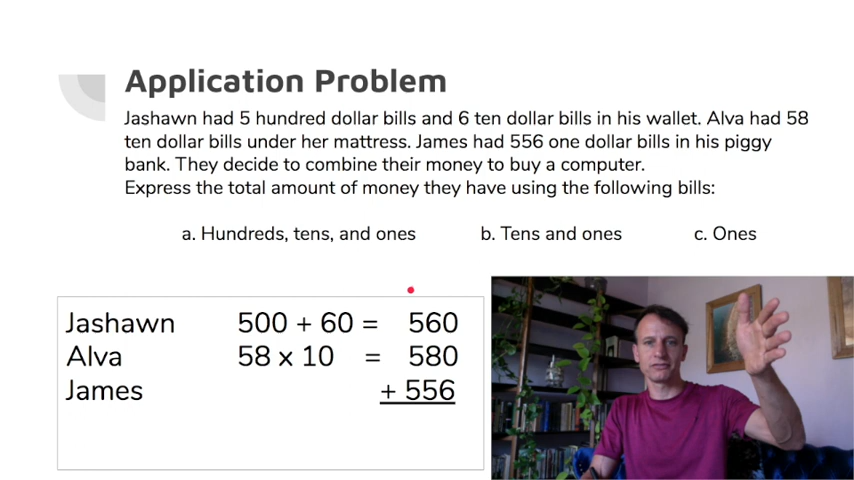 Application Problem
Jashawn had 5 hundred dollar bills and 6 ten dollar bills in his wallet. Alva had 58
ten dollar bills under her mattress. James had 556 one dollar bills in his piggy
bank. They decide to combine their money to buy a computer.
Express the total amount of money they have using the following bills:
a. Hundreds, tens, and ones b. Tens and ones c. Ones
Jashawn 500 + 60 = 560
Alva 58 x 10 = 580
James + 556